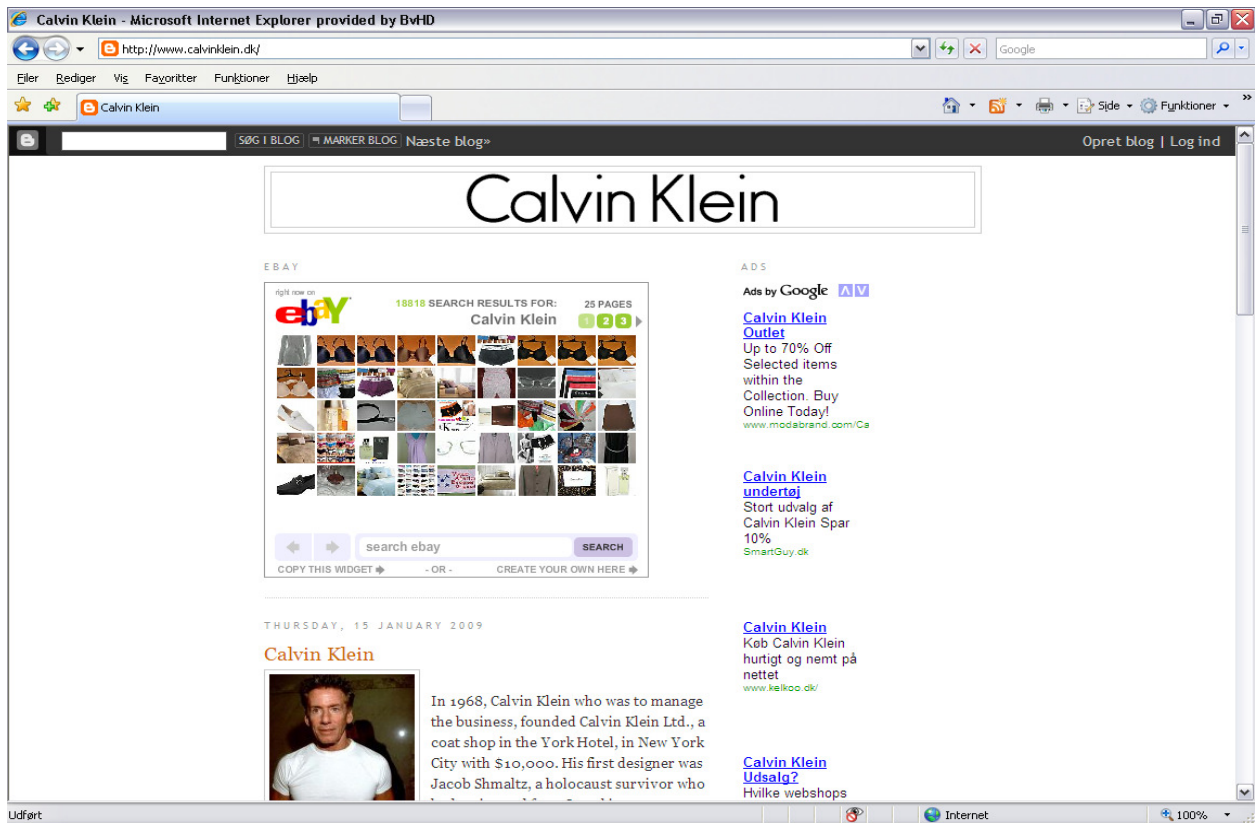 Calvin Klein - Microsoft Internet Explorer provided by BvHD
http://www.calvinklein.dk/
Google
Filer Rediger Vis Favoritter Funktioner Hjælp
Calvin Klein
Side Funktioner »
SØG I BLOG MARKER BLOG Næste blog» Opret blog | Log ind
Calvin Klein
EBAY
right now on
ebaY
18818 SEARCH RESULTS FOR:
Calvin Klein
25 PAGES
1 2 3
search ebay SEARCH
COPY THIS WIDGET - OR - CREATE YOUR OWN HERE
THURSDAY, 15 JANUARY 2009
Calvin Klein
In 1968, Calvin Klein who was to manage
the business, founded Calvin Klein Ltd., a
coat shop in the York Hotel, in New York
City with $10,000. His first designer was
Jacob Shmaltz, a holocaust survivor who
ADS
Ads by Google
Calvin Klein
Outlet
Up to 70% Off
Selected items
within the
Collection. Buy
Online Today!
www.modabrand.com/Ca
Calvin Klein
undertøj
Stort udvalg af
Calvin Klein Spar
10%
SmartGuy.dk
Calvin Klein
Køb Calvin Klein
hurtigt og nemt på
nettet
www.kelkoo.dk/
Calvin Klein
Udsalg?
Hvilke webshops
Udført Internet 100%